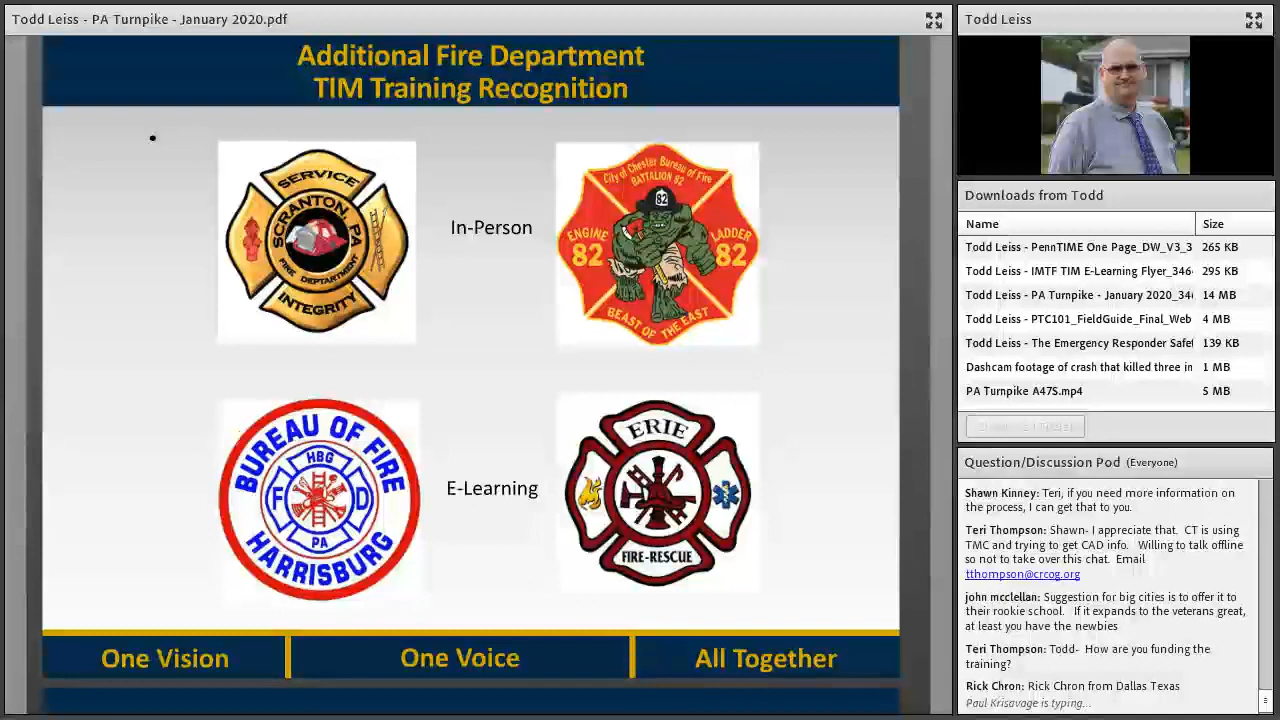 Todd Leiss - PA Turnpike - January 2020.pdf
Additional Fire Department
TIM Training Recognition
SERVICE
SCRANTON, PA
FIRE DEPARTMENT
INTEGRITY
In-Person
City of Chester Bureau of Fire
BATTALION 82
82
ENGINE
82
LADDER
82
BEAST OF THE EAST
BUREAU OF FIRE
HBG
F D
PA
HARRISBURG
E-Learning
ERIE
FIRE-RESCUE
One Vision
One Voice
All Together
Todd Leiss
Downloads from Todd
Name Size
Todd Leiss - PennTIME One Page_DW_V3_3 265 KB
Todd Leiss - IMTF TIM E-Learning Flyer_346 295 KB
Todd Leiss - PA Turnpike - January 2020_34 14 MB
Todd Leiss - PTC101_FieldGuide_Final_Web 4 MB
Todd Leiss - The Emergency Responder Safe 139 KB
Dashcam footage of crash that killed three in 1 MB
PA Turnpike A47S.mp4 5 MB
Question/Discussion Pod (Everyone)
Shawn Kinney: Teri, if you need more information on
the process, I can get that to you.
Teri Thompson: Shawn- I appreciate that. CT is using
TMC and trying to get CAD info. Willing to talk offline
so not to take over this chat. Email
tthompson@crcog.org
john mcclellan: Suggestion for big cities is to offer it to
their rookie school. If it expands to the veterans great,
at least you have the newbies
Teri Thompson: Todd- How are you funding the
training?
Rick Chron: Rick Chron from Dallas Texas
Paul Krisavage is typing...